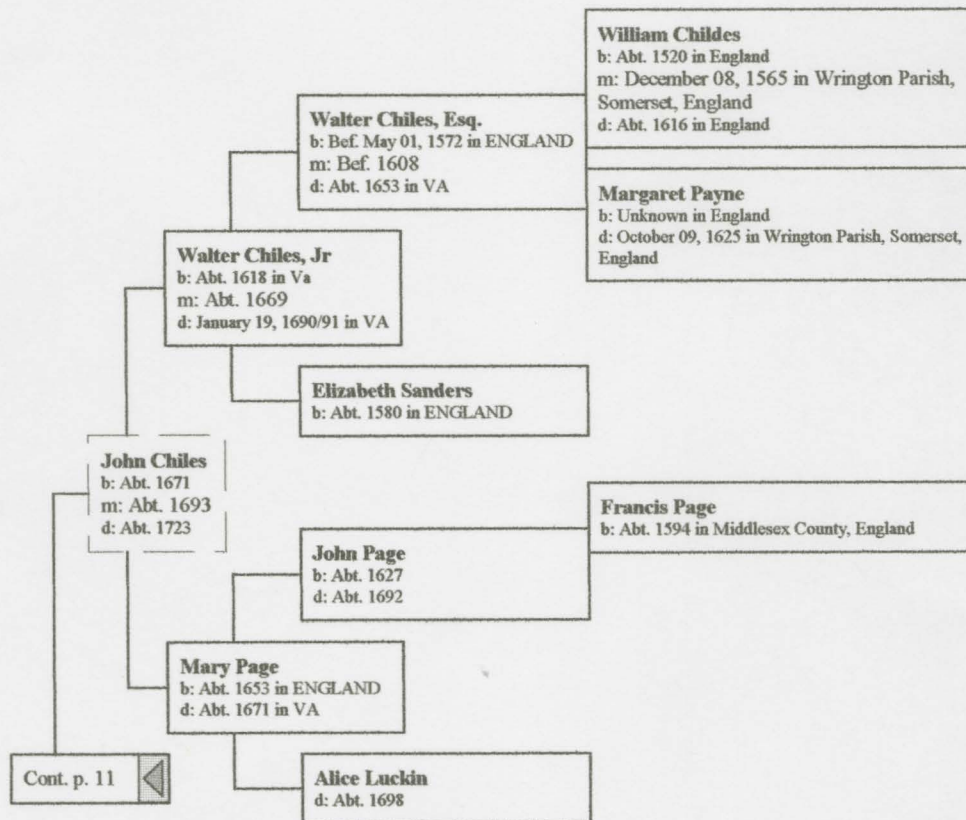 William Childes
b: Abt. 1520 in England
m: December 08, 1565 in Wrington Parish,
Somerset, England
d: Abt. 1616 in England
Walter Chiles, Esq.
b: Bef. May 01, 1572 in ENGLAND
m: Bef. 1608
d: Abt. 1653 in VA
Margaret Payne
b: Unknown in England
d: October 09, 1625 in Wrington Parish, Somerset,
England
Walter Chiles, Jr
b: Abt. 1618 in Va
m: Abt. 1669
d: January 19, 1690/91 in VA
Elizabeth Sanders
b: Abt. 1580 in ENGLAND
John Chiles
b: Abt. 1671
m: Abt. 1693
d: Abt. 1723
Francis Page
b: Abt. 1594 in Middlesex County, England
John Page
b: Abt. 1627
d: Abt. 1692
Mary Page
b: Abt. 1653 in ENGLAND
d: Abt. 1671 in VA
Cont. p. 11
Alice Luckin
d: Abt. 1698